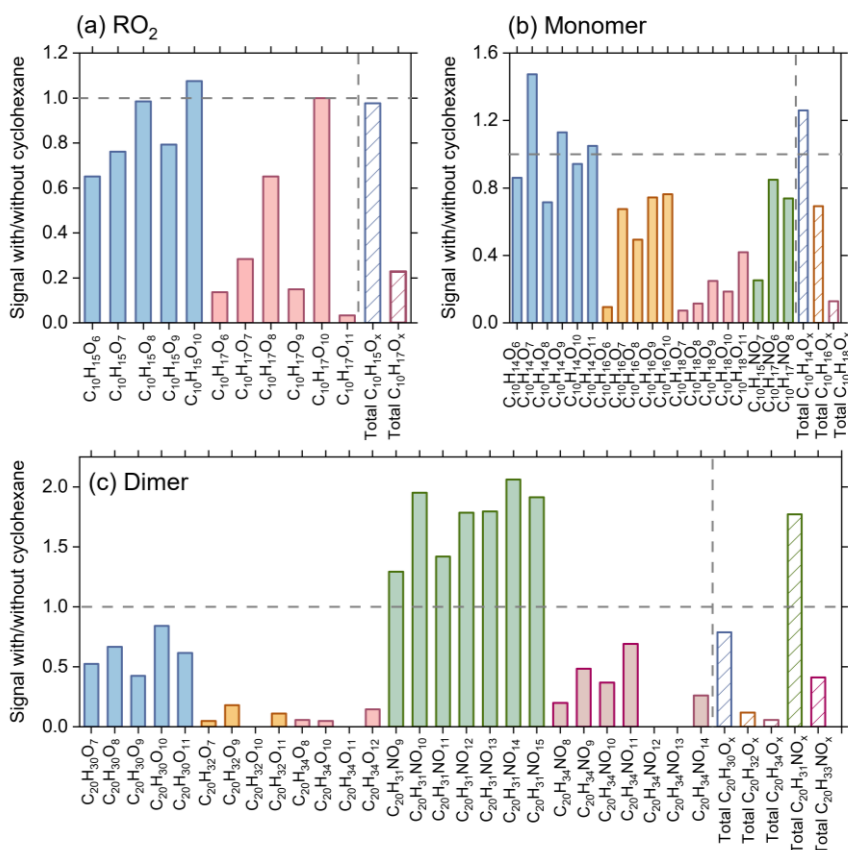 (a) RO₂
Signal with/without cyclohexane
1.2
1.0
0.8
0.6
0.4
0.2
0.0
C₁₀H₁₅O₆
C₁₀H₁₅O₇
C₁₀H₁₅O₈
C₁₀H₁₅O₉
C₁₀H₁₅O₁₀
C₁₀H₁₇O₆
C₁₀H₁₇O₇
C₁₀H₁₇O₈
C₁₀H₁₇O₉
C₁₀H₁₇O₁₀
C₁₀H₁₇O₁₁
Total C₁₀H₁₅Oₓ
Total C₁₀H₁₇Oₓ
(b) Monomer
Signal with/without cyclohexane
1.6
1.2
0.8
0.4
0.0
C₁₀H₁₄O₆
C₁₀H₁₄O₇
C₁₀H₁₄O₈
C₁₀H₁₄O₉
C₁₀H₁₄O₁₀
C₁₀H₁₄O₁₁
C₁₀H₁₆O₆
C₁₀H₁₆O₇
C₁₀H₁₆O₈
C₁₀H₁₆O₉
C₁₀H₁₆O₁₀
C₁₀H₁₈O₇
C₁₀H₁₈O₈
C₁₀H₁₈O₉
C₁₀H₁₈O₁₀
C₁₀H₁₈O₁₁
C₁₀H₁₅NO₇
C₁₀H₁₇NO₆
C₁₀H₁₇NO₈
Total C₁₀H₁₄Oₓ
Total C₁₀H₁₆Oₓ
Total C₁₀H₁₈Oₓ
(c) Dimer
Signal with/without cyclohexane
2.0
1.5
1.0
0.5
0.0
C₂₀H₃₀O₇
C₂₀H₃₀O₈
C₂₀H₃₀O₉
C₂₀H₃₀O₁₀
C₂₀H₃₀O₁₁
C₂₀H₃₂O₇
C₂₀H₃₂O₉
C₂₀H₃₂O₁₀
C₂₀H₃₂O₁₁
C₂₀H₃₄O₈
C₂₀H₃₄O₁₀
C₂₀H₃₄O₁₁
C₂₀H₃₄O₁₂
C₂₀H₃₁NO₉
C₂₀H₃₁NO₁₀
C₂₀H₃₁NO₁₁
C₂₀H₃₁NO₁₂
C₂₀H₃₁NO₁₃
C₂₀H₃₁NO₁₄
C₂₀H₃₁NO₁₅
C₂₀H₃₄NO₈
C₂₀H₃₄NO₉
C₂₀H₃₄NO₁₀
C₂₀H₃₄NO₁₁
C₂₀H₃₄NO₁₂
C₂₀H₃₄NO₁₃
C₂₀H₃₄NO₁₄
Total C₂₀H₃₀Oₓ
Total C₂₀H₃₂Oₓ
Total C₂₀H₃₄Oₓ
Total C₂₀H₃₁NOₓ
Total C₂₀H₃₃NOₓ